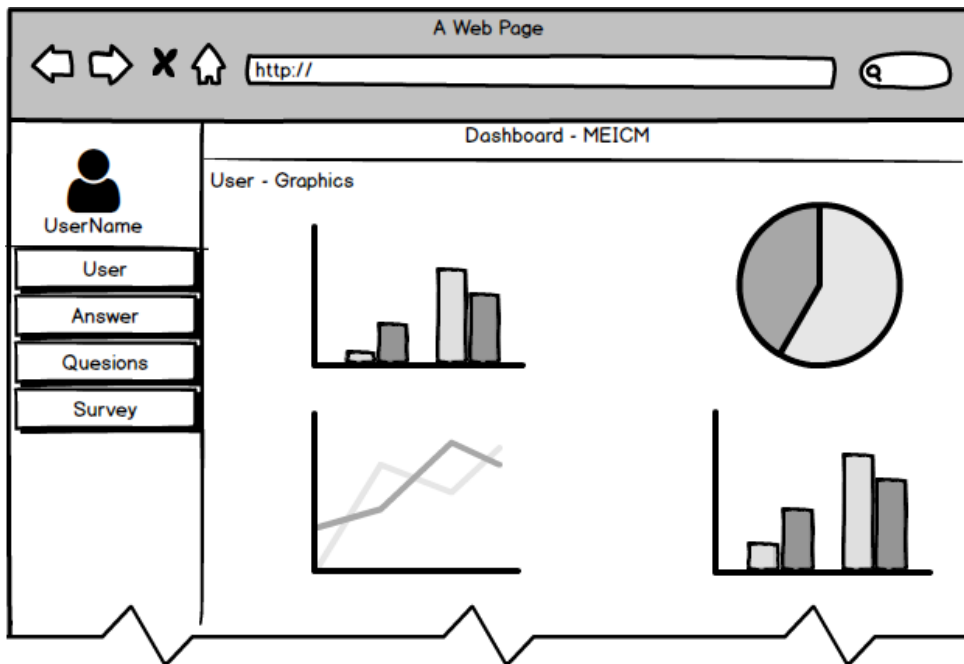 A Web Page
http://
Dashboard - MEICM
User - Graphics
UserName
User
Answer
Quesions
Survey